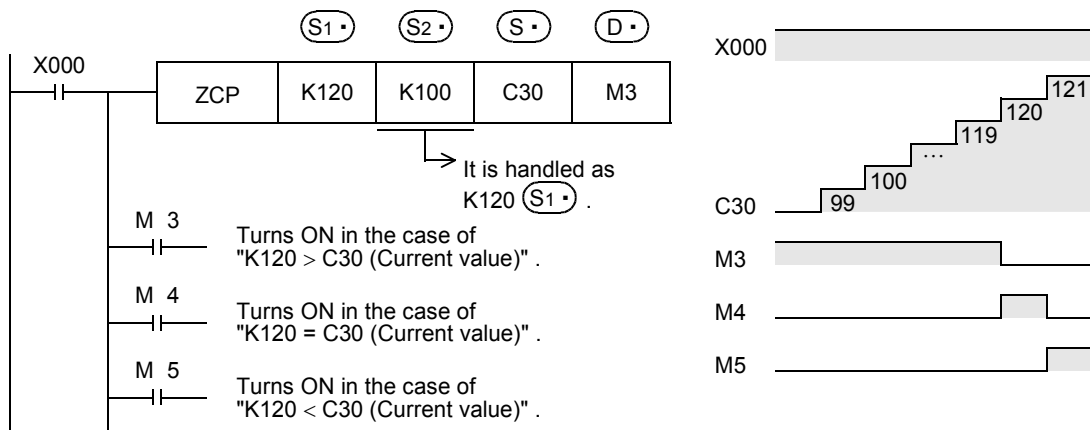 S1・ S2・ S・ D・
X000
ZCP K120 K100 C30 M3
It is handled as
K120 S1・ .
M 3
Turns ON in the case of
"K120 > C30 (Current value)" .
M 4
Turns ON in the case of
"K120 = C30 (Current value)" .
M 5
Turns ON in the case of
"K120 < C30 (Current value)" .
X000
121
120
119
…
100
99
C30
M3
M4
M5